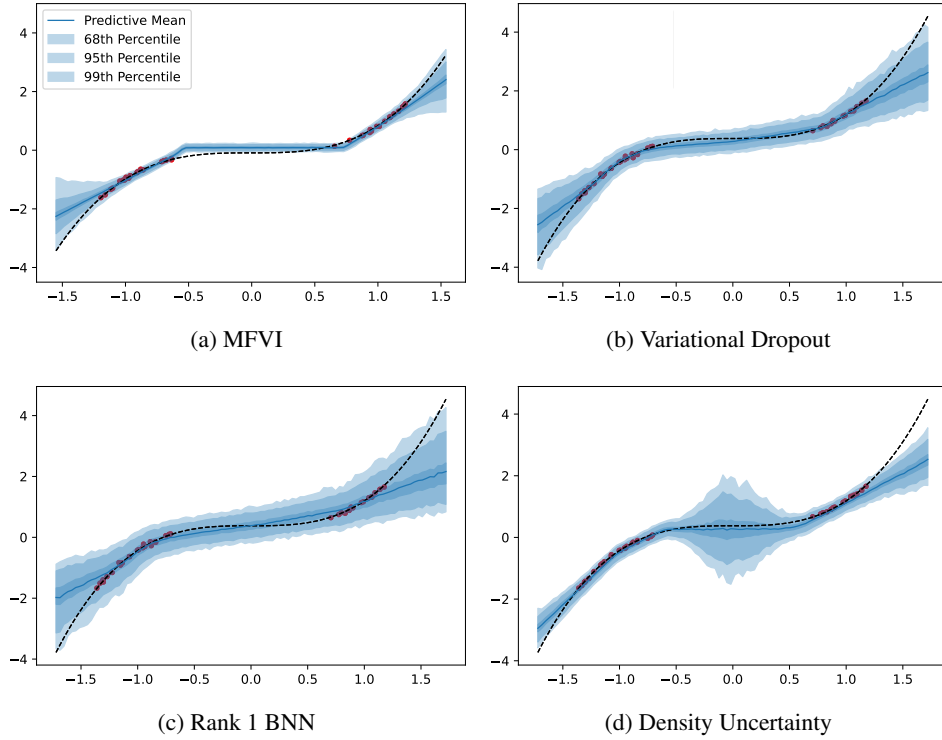 Predictive Mean
68th Percentile
95th Percentile
99th Percentile
4
2
0
−2
−4
−1.5 −1.0 −0.5 0.0 0.5 1.0 1.5
(a) MFVI
4
2
0
−2
−4
−1.5 −1.0 −0.5 0.0 0.5 1.0 1.5
(b) Variational Dropout
4
2
0
−2
−4
−1.5 −1.0 −0.5 0.0 0.5 1.0 1.5
(c) Rank 1 BNN
4
2
0
−2
−4
−1.5 −1.0 −0.5 0.0 0.5 1.0 1.5
(d) Density Uncertainty